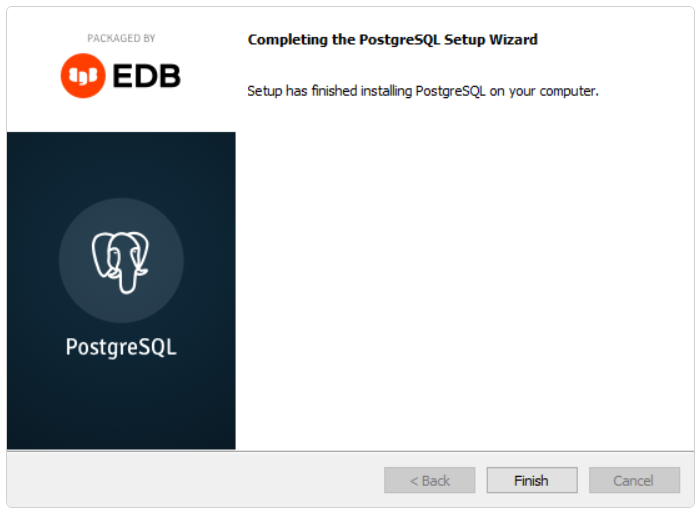 PACKAGED BY
EDB
Completing the PostgreSQL Setup Wizard
Setup has finished installing PostgreSQL on your computer.
PostgreSQL
< Back
Finish
Cancel